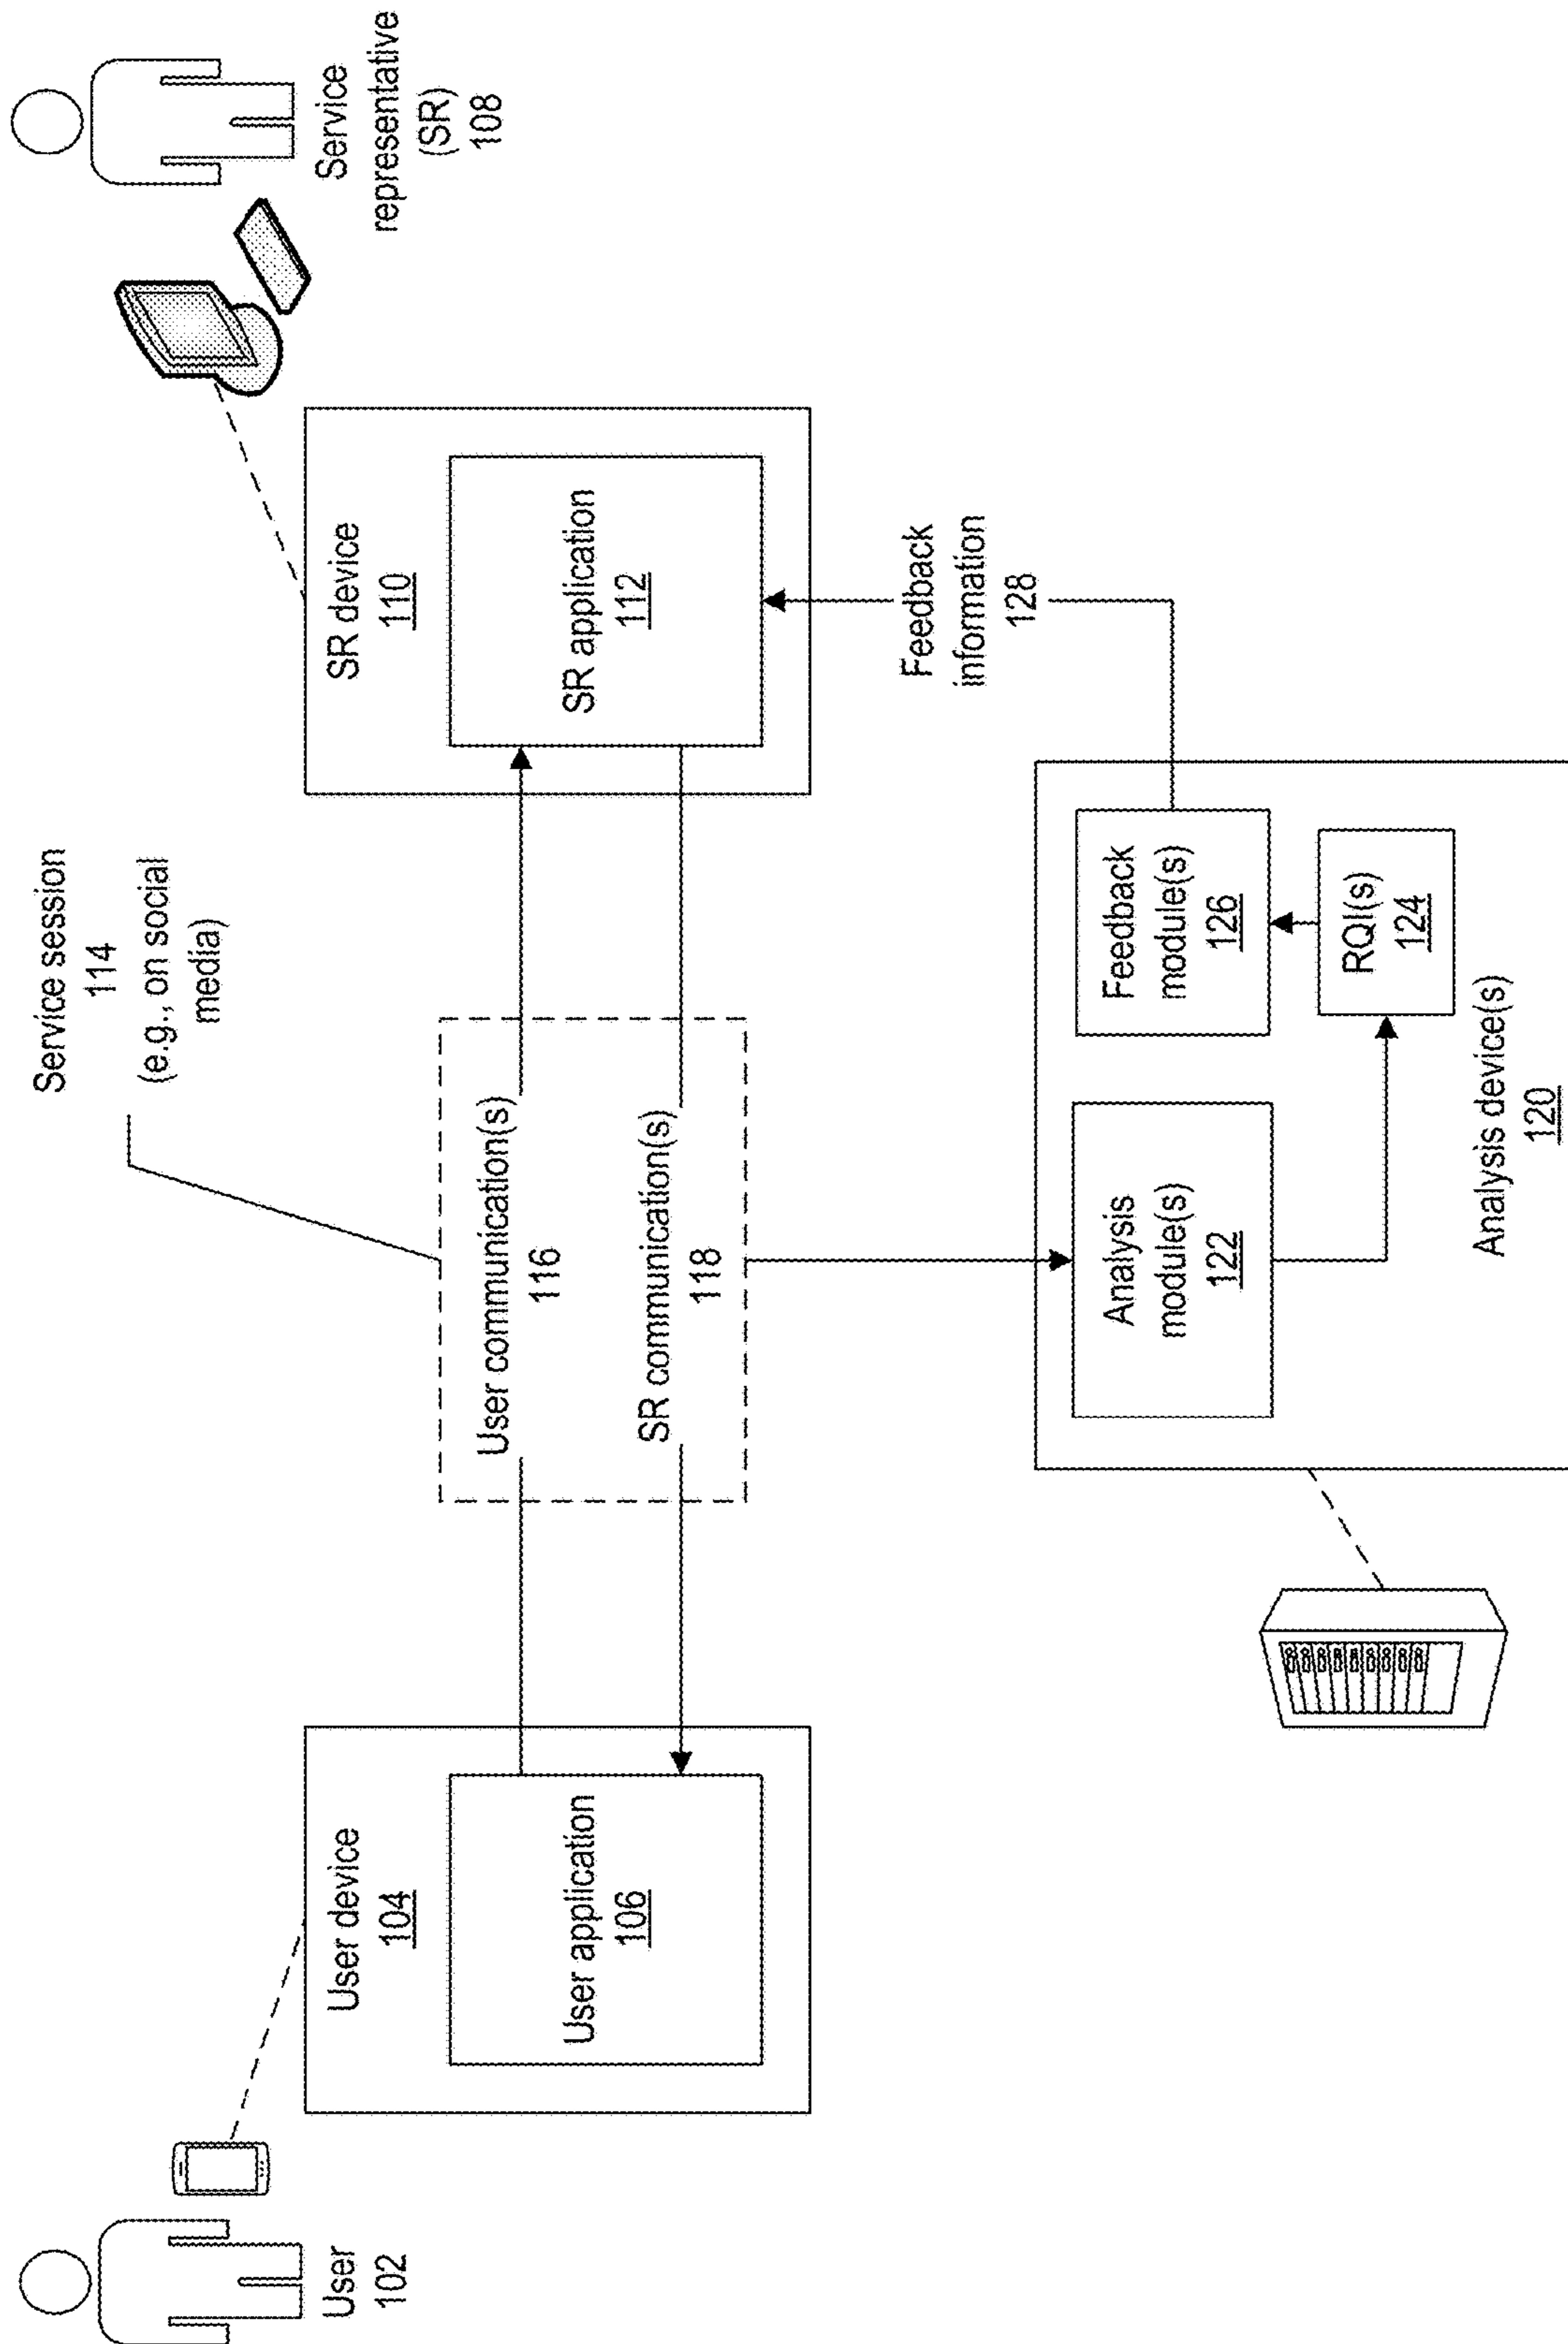 User
102
User device
104
User application
106
Service session
114
(e.g., on social
media)
User communication(s)
116
SR communication(s)
118
Service
representative
(SR)
108
SR device
110
SR application
112
Feedback
information
128
Analysis
module(s)
122
Feedback
module(s)
126
RQI(s)
124
Analysis device(s)
120